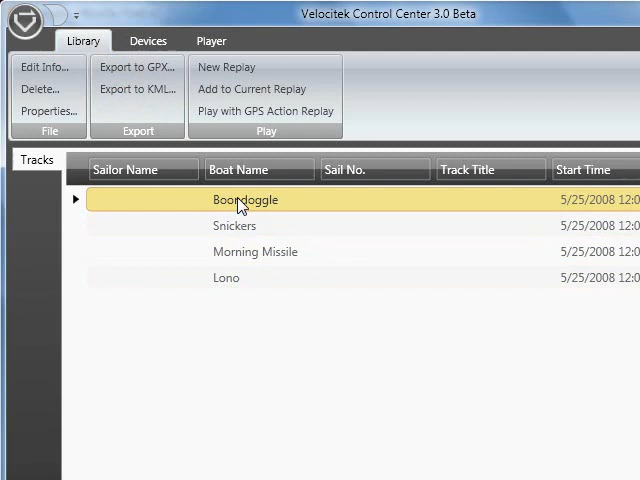 Velocitek Control Center 3.0 Beta
Library Devices Player
Edit Info... Export to GPX... New Replay
Delete... Export to KML... Add to Current Replay
Properties... Play with GPS Action Replay
File Export Play
Tracks
Sailor Name Boat Name Sail No. Track Title Start Time
Boondoggle 5/25/2008 12:0
Snickers 5/25/2008 12:0
Morning Missile 5/25/2008 12:0
Lono 5/25/2008 12:0